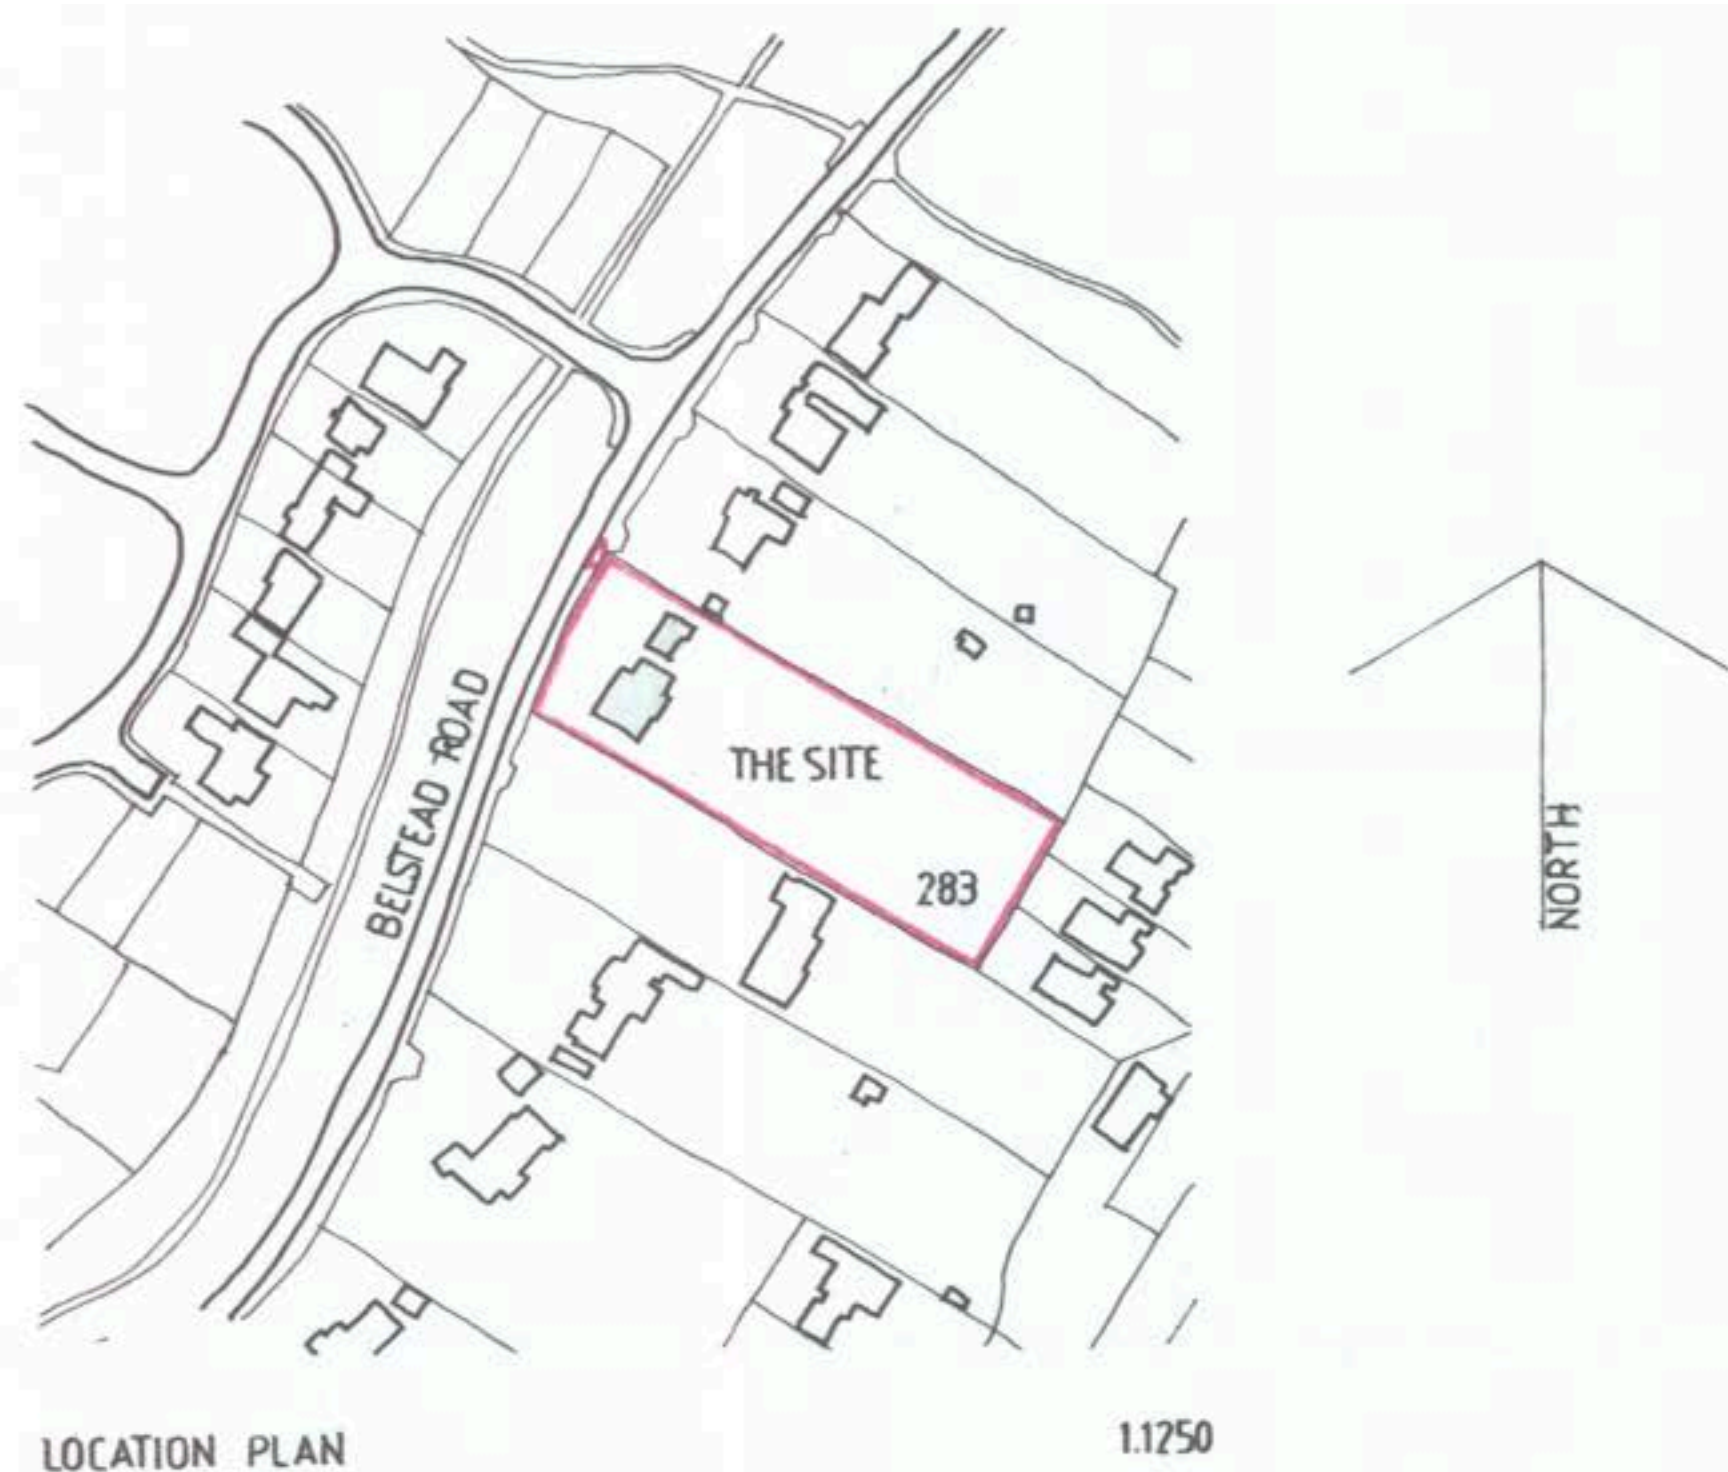 THE SITE
BELSTEAD ROAD
283
NORTH
LOCATION PLAN
1.1250